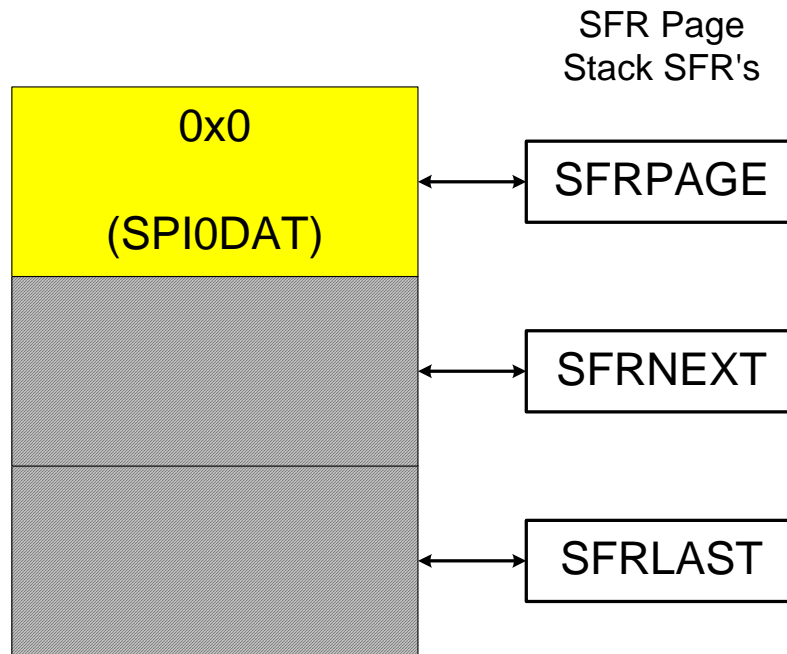 SFR Page
Stack SFR's
0x0
(SPI0DAT)
SFRPAGE
SFRNEXT
SFRLAST